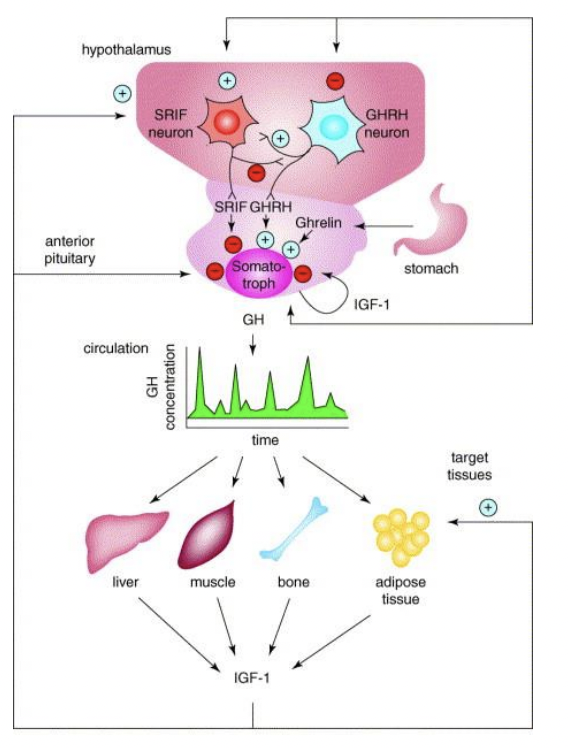 hypothalamus
+
+
−
SRIF
neuron
+
GHRH
neuron
−
SRIF GHRH
Ghrelin
−
+
+
anterior
pituitary
−
Somato-
troph
−
stomach
IGF-1
GH
circulation
GH
concentration
time
target
tissues
+
liver
muscle
bone
adipose
tissue
IGF-1